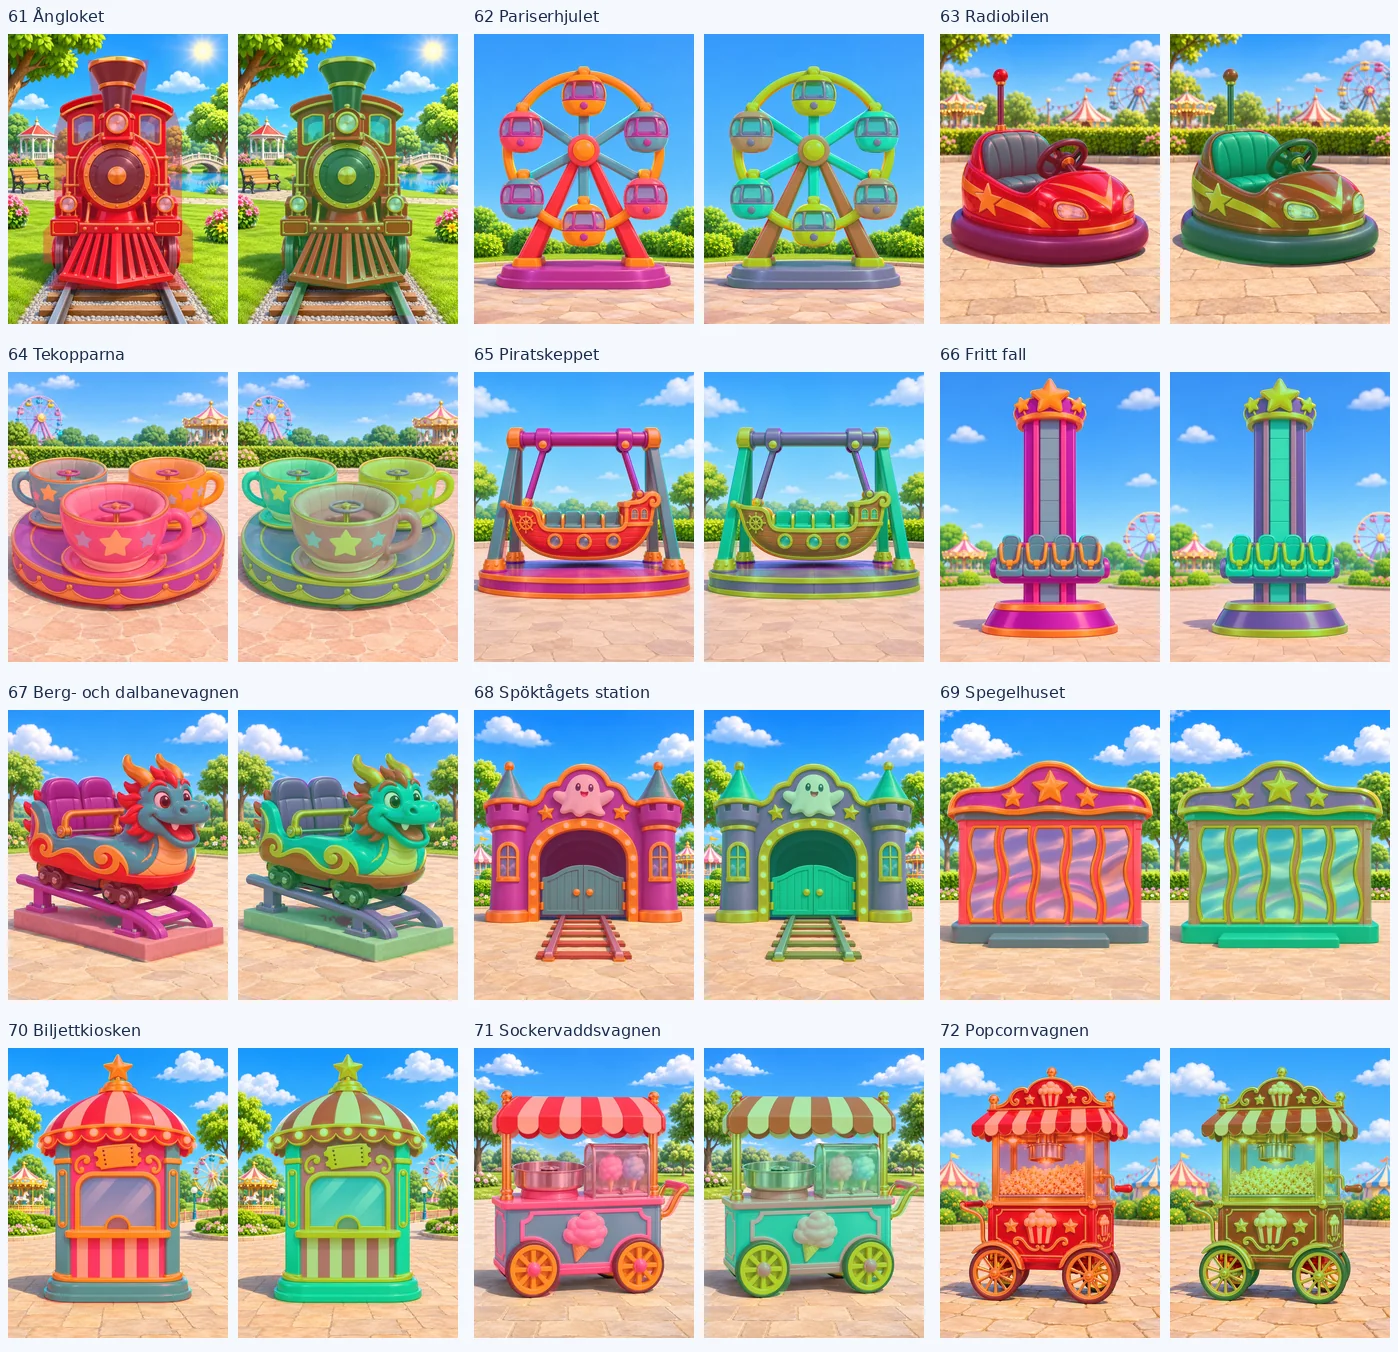 61 Ångloket
62 Pariserhjulet
63 Radiobilen
64 Tekopparna
65 Piratskeppet
66 Fritt fall
67 Berg- och dalbanevagnen
68 Spöktågets station
69 Spegelhuset
70 Biljettkiosken
71 Sockervaddsvagnen
72 Popcornvagnen